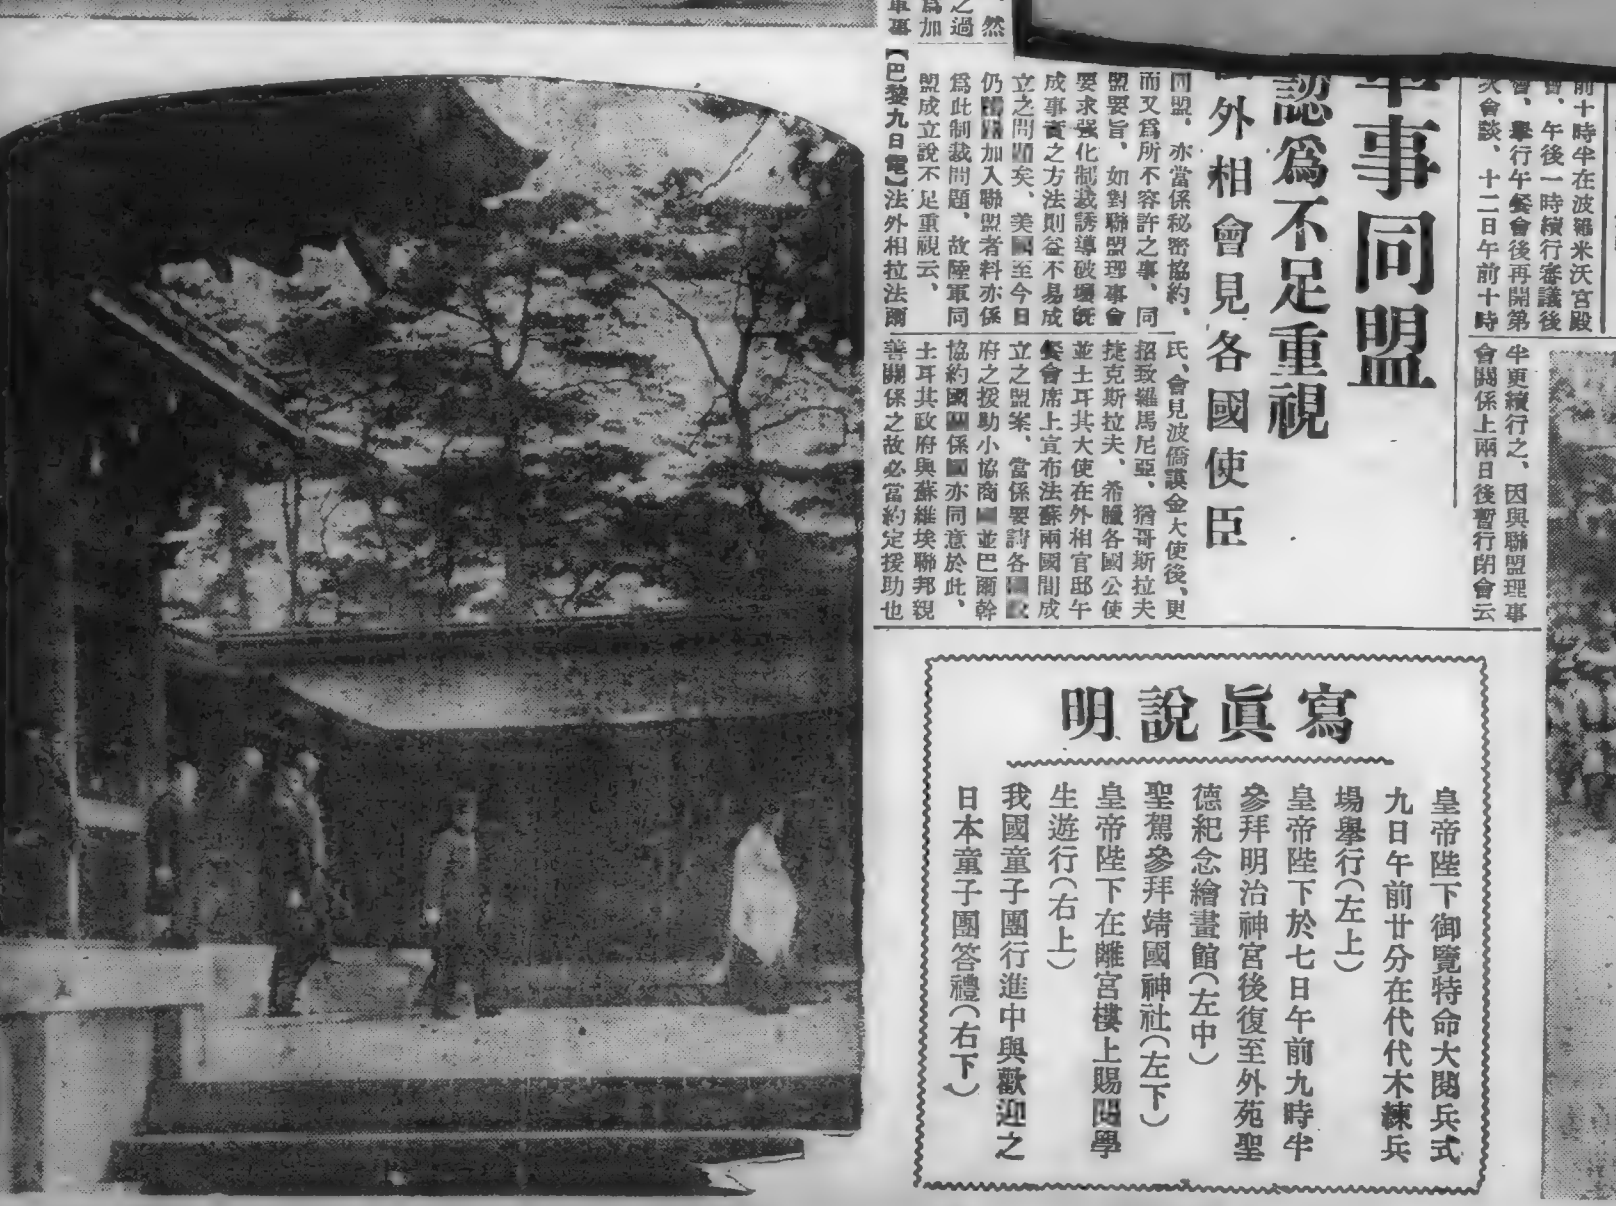 前十時半在波羅米沃宮殿
會、午後一時續行審議後
會、舉行午餐會後再開第
次會談、十二日午前十時
半更續行之、因與聯盟理事
會關係上兩日後暫行閉會云
事同盟
認爲不足重視
外相會見各國使臣
同盟、亦當係秘密協約、
而又爲所不容許之事、同
盟要旨、如對聯盟理事會
要求强化制裁誘導破壞旣
成事實之方法則益不易成
立之問題矣、美國至今日
仍 加入聯盟者料亦係
爲此制裁問題、故陸軍同
盟成立說不足重視云、
【巴黎九日電】法外相拉法爾
氏、會見波僑謨金大使後、更
招致羅馬尼亞、猶哥斯拉夫
捷克斯拉夫、希臘各國公使
並土耳其大使在外相官邸午
餐會席上宣布法蘇兩國間成
立之盟案、當係要請各
府之援助小協商 並巴爾幹
協約國 係 亦同意於此、
土耳其政府與蘇維埃聯邦親
善關係之故必當約定援助也
然
之過
爲加
軍事
寫眞說明
皇帝陛下御覽特命大閱兵式
九日午前廿分在代代木練兵
場舉行(左上)
皇帝陛下於七日午前九時半
參拜明治神宮後復至外苑聖
德紀念繪畫館(左中)
聖駕參拜靖國神社(左下)
皇帝陛下在離宮樓上賜 學
生遊行(右上)
我國童子團行進中與歡迎之
日本童子團答禮(右下)